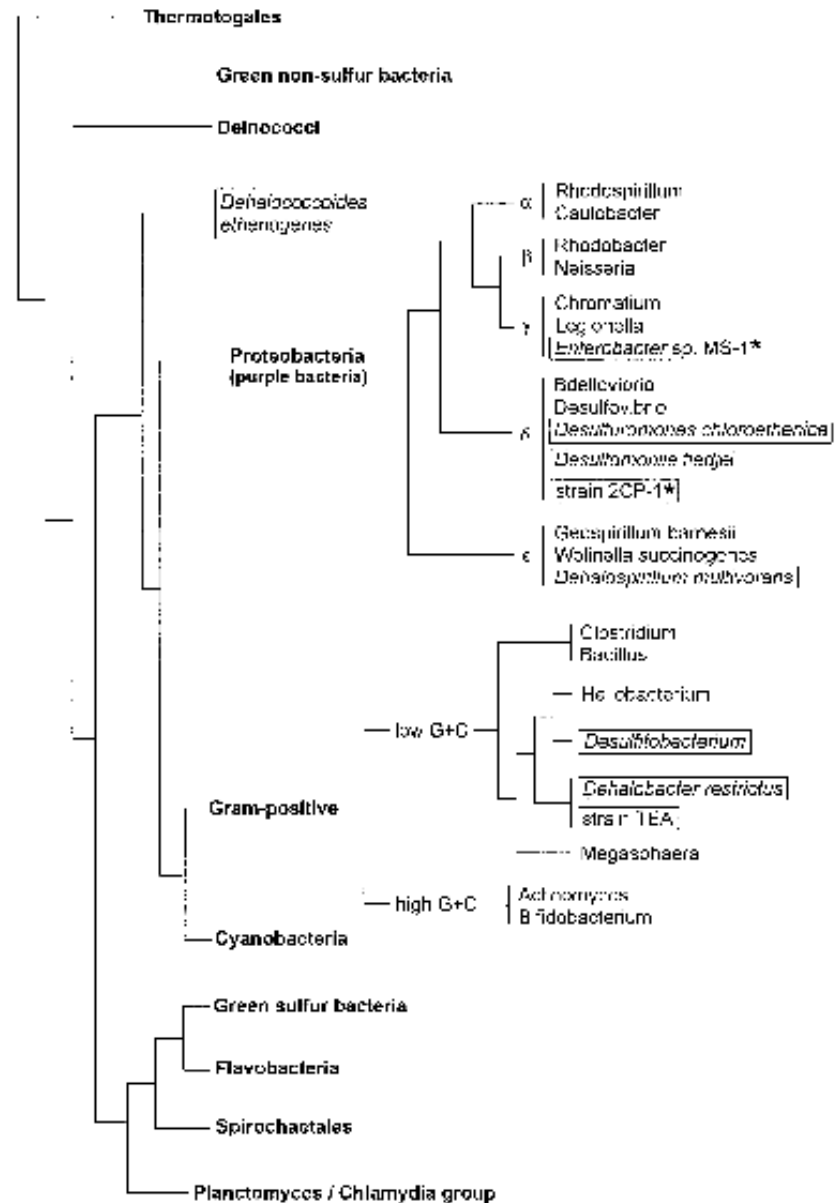 Thermotogales
Green non-sulfur bacteria
Deinococci
Dehalococcoides
ethenogenes
Proteobacteria
(purple bacteria)
α
Rhodospirillum
Caulobacter
β
Rhodobacter
Neisseria
γ
Chromatium
Legionella
Enterobacter sp. MS-1*
δ
Bdellovibrio
Desulfovibrio
Desulfuromonas chloroethenica
Desulfomonile tiedjei
strain 2CP-1*
ε
Geospirillum barnesii
Wolinella succinogenes
Dehalospirillum multivorans
low G+C
Clostridium
Bacillus
Heliobacterium
Desulfitobacterium
Dehalobacter restrictus
strain TEA
Megasphaera
Gram-positive
high G+C
Actinomyces
Bifidobacterium
Cyanobacteria
Green sulfur bacteria
Flavobacteria
Spirochaetales
Planctomyces / Chlamydia group